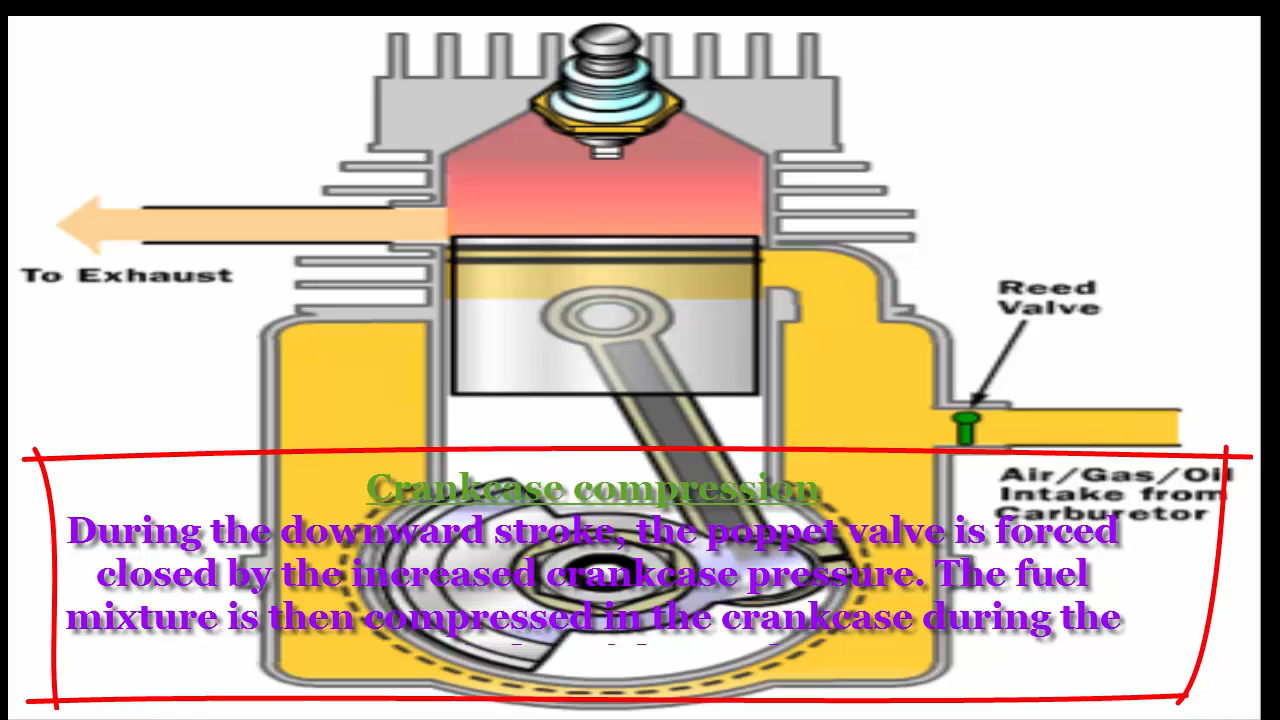 To Exhaust
Reed
Valve
Air/Gas/Oil
Intake from
Carburetor
Crankcase compression
During the downward stroke, the poppet valve is forced
closed by the increased crankcase pressure. The fuel
mixture is then compressed in the crankcase during the